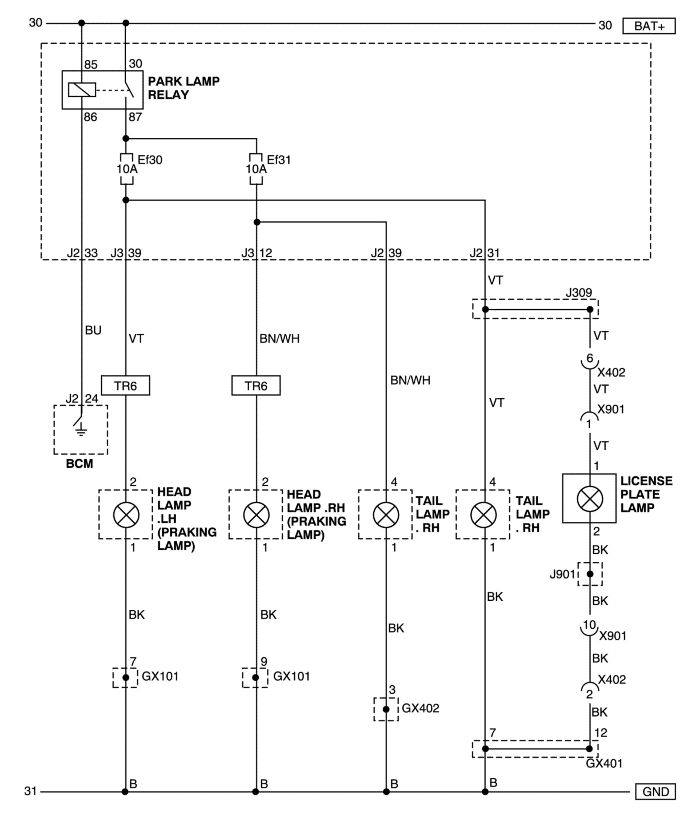 30 30 BAT+
85 30
PARK LAMP
RELAY
86 87
Ef30 Ef31
10A 10A
J2 33 J3 39 J3 12 J2 39 J2 31
VT
J309
BU VT BN/WH VT
6
X402
BN/WH VT
TR6 TR6
J2 24 VT X901
1
BCM VT
1
2 2 4 4
HEAD
LAMP
.LH
(PRAKING
LAMP)
HEAD
LAMP .RH
(PRAKING
LAMP)
TAIL
LAMP
. RH
TAIL
LAMP
. RH
LICENSE
PLATE
LAMP
2
1 1 1 1
BK
J901
BK BK BK BK BK
10
X901
BK
7 GX101 9 GX101 X402
3 2
GX402 BK
7 12
GX401
31 B B B B GND